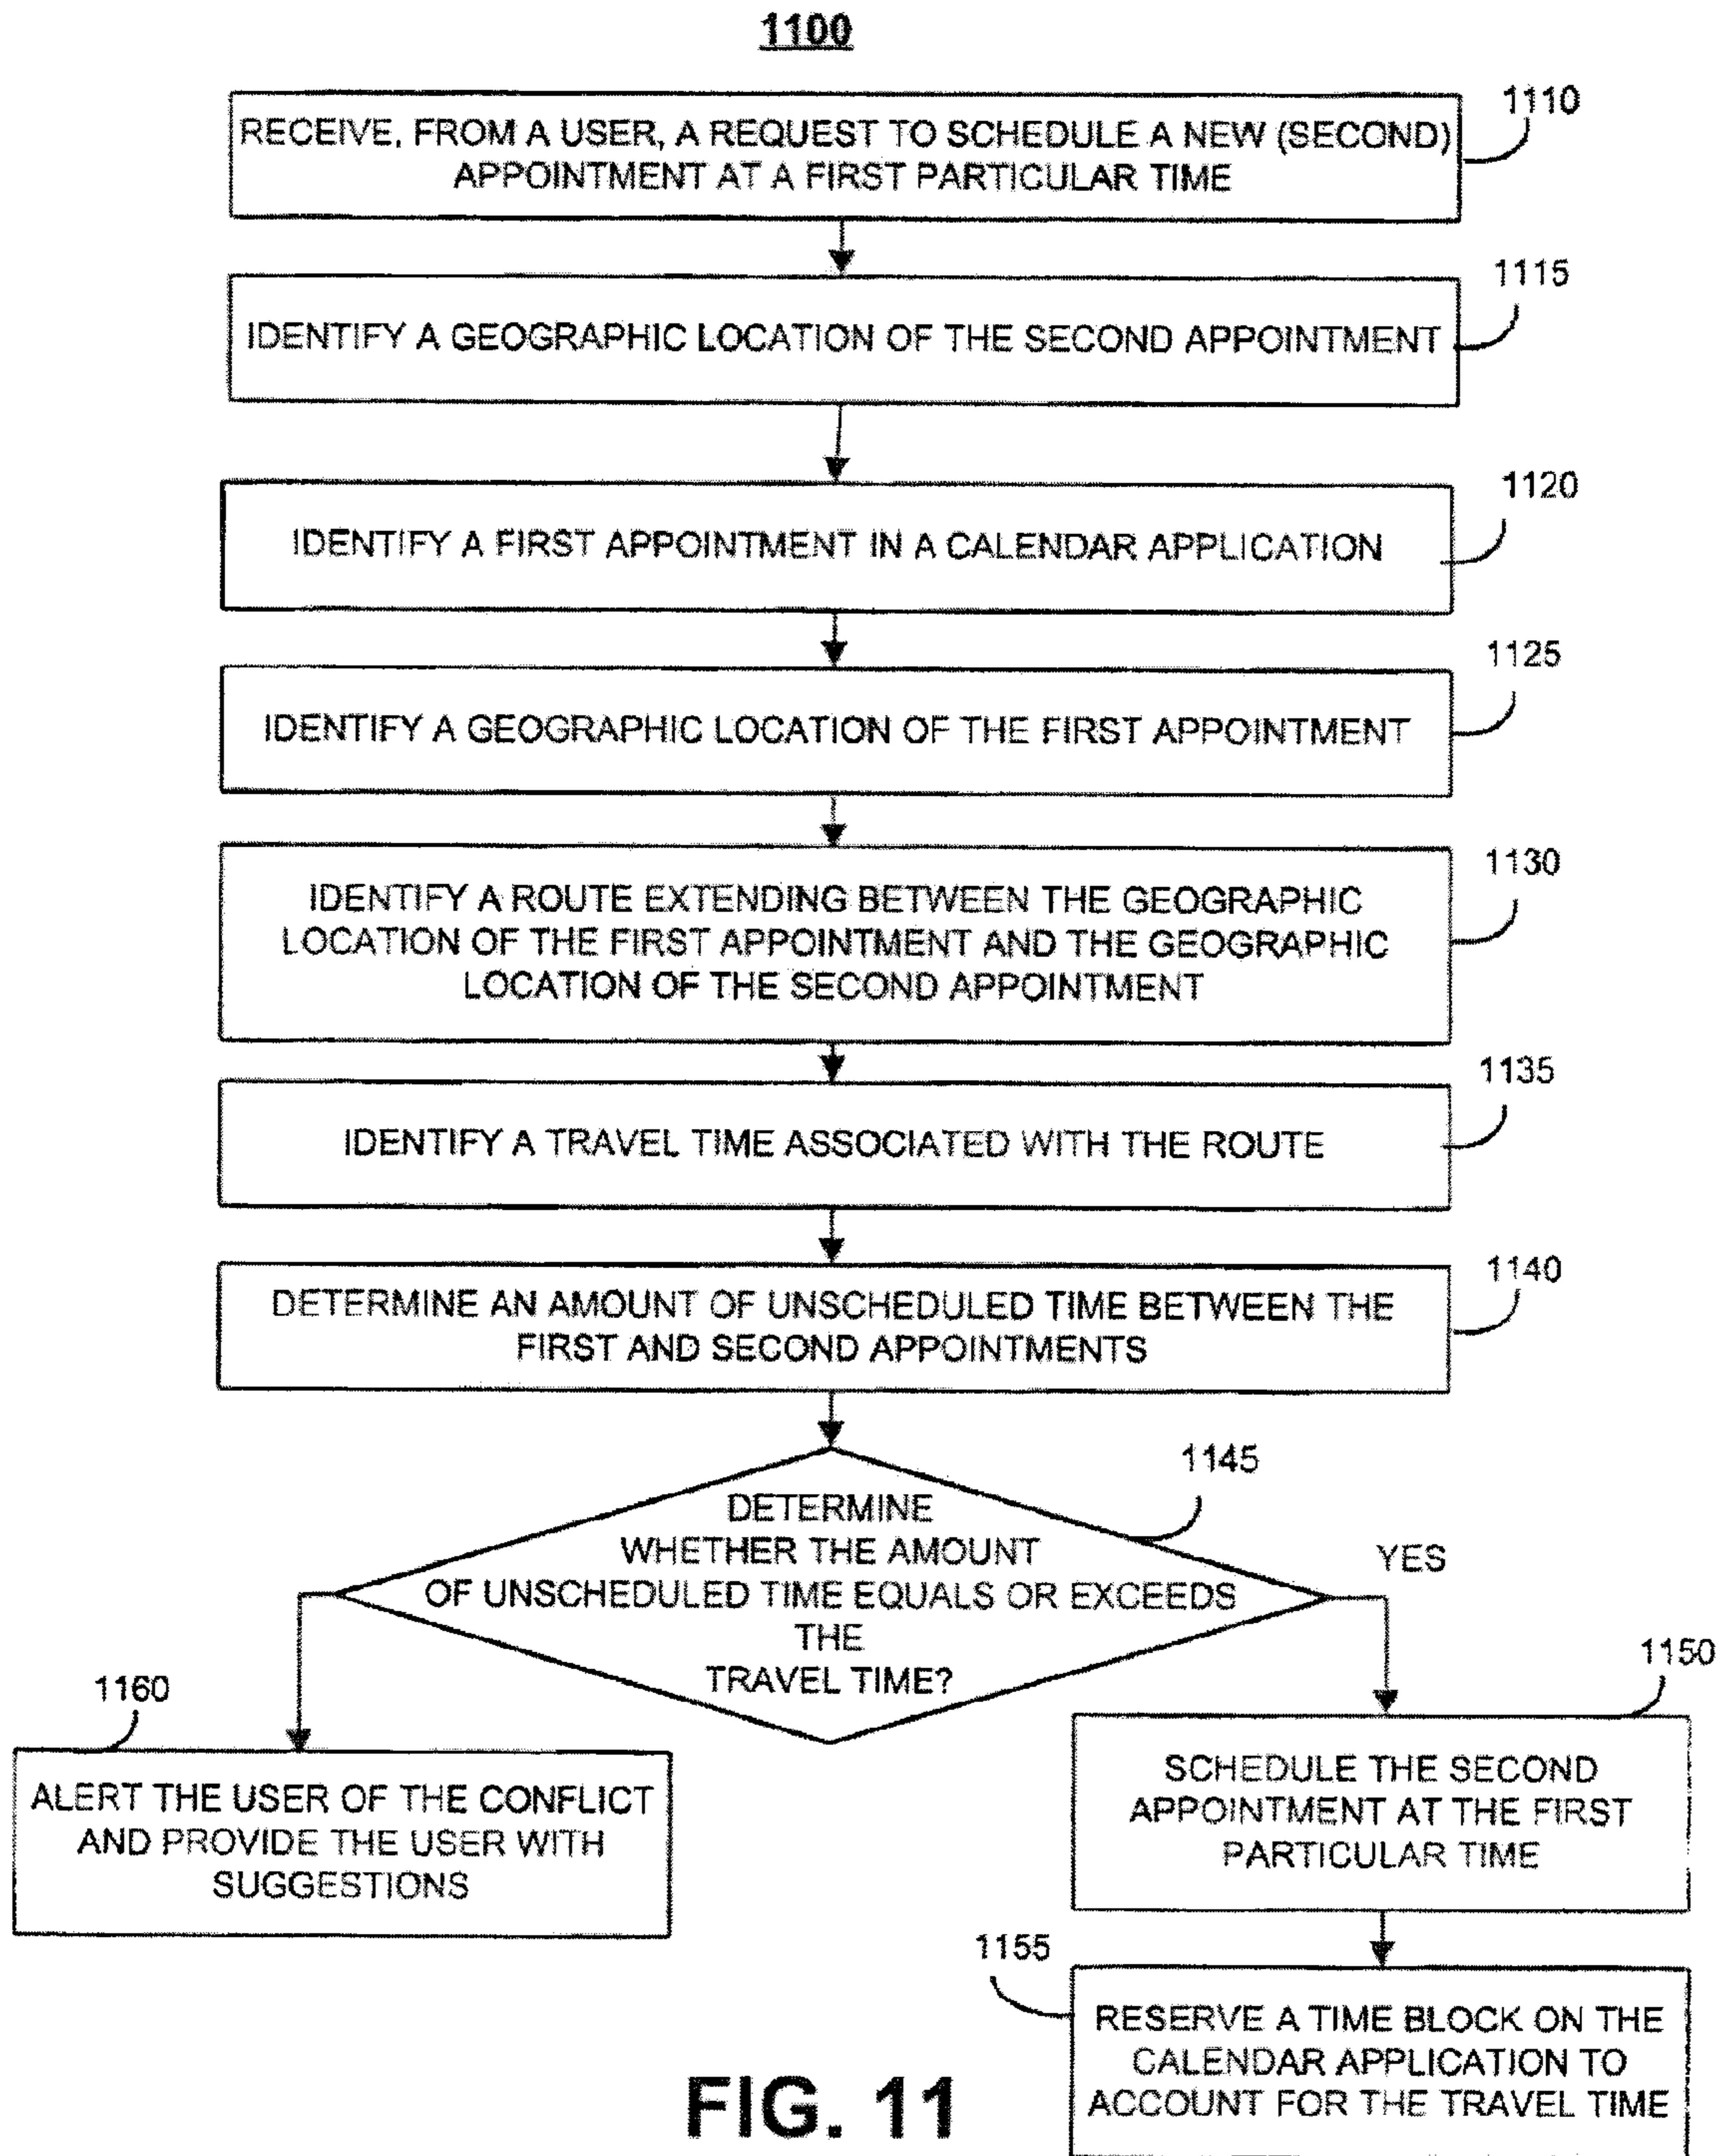 1100
1110
RECEIVE, FROM A USER, A REQUEST TO SCHEDULE A NEW (SECOND)
APPOINTMENT AT A FIRST PARTICULAR TIME
1115
IDENTIFY A GEOGRAPHIC LOCATION OF THE SECOND APPOINTMENT
1120
IDENTIFY A FIRST APPOINTMENT IN A CALENDAR APPLICATION
1125
IDENTIFY A GEOGRAPHIC LOCATION OF THE FIRST APPOINTMENT
1130
IDENTIFY A ROUTE EXTENDING BETWEEN THE GEOGRAPHIC
LOCATION OF THE FIRST APPOINTMENT AND THE GEOGRAPHIC
LOCATION OF THE SECOND APPOINTMENT
1135
IDENTIFY A TRAVEL TIME ASSOCIATED WITH THE ROUTE
1140
DETERMINE AN AMOUNT OF UNSCHEDULED TIME BETWEEN THE
FIRST AND SECOND APPOINTMENTS
1145
DETERMINE
WHETHER THE AMOUNT
OF UNSCHEDULED TIME EQUALS OR EXCEEDS
THE
TRAVEL TIME?
YES
1160
ALERT THE USER OF THE CONFLICT
AND PROVIDE THE USER WITH
SUGGESTIONS
1150
SCHEDULE THE SECOND
APPOINTMENT AT THE FIRST
PARTICULAR TIME
1155
RESERVE A TIME BLOCK ON THE
CALENDAR APPLICATION TO
ACCOUNT FOR THE TRAVEL TIME
FIG. 11